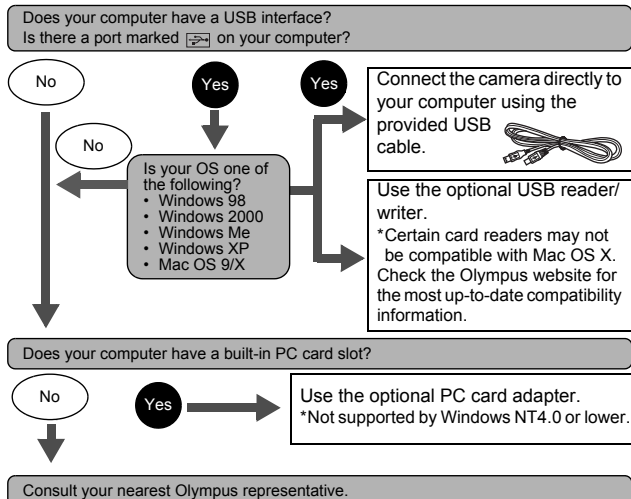 Does your computer have a USB interface?
Is there a port marked on your computer?
No
Yes
Yes
Connect the camera directly to
your computer using the
provided USB
cable.
No
Is your OS one of
the following?
• Windows 98
• Windows 2000
• Windows Me
• Windows XP
• Mac OS 9/X
Use the optional USB reader/
writer.
*Certain card readers may not
be compatible with Mac OS X.
Check the Olympus website for
the most up-to-date compatibility
information.
Does your computer have a built-in PC card slot?
No
Yes
Use the optional PC card adapter.
*Not supported by Windows NT4.0 or lower.
Consult your nearest Olympus representative.